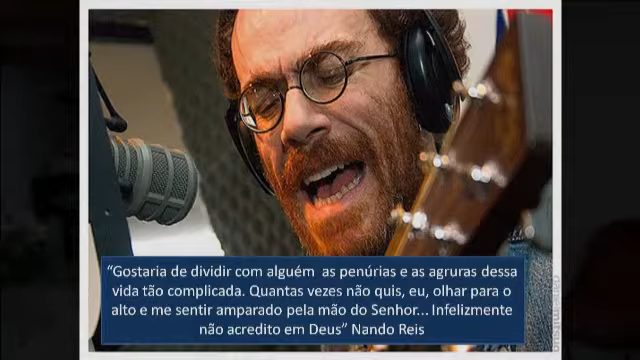 “Gostaria de dividir com alguém as penúrias e as agruras dessa
vida tão complicada. Quantas vezes não quis, eu, olhar para o
alto e me sentir amparado pela mão do Senhor... Infelizmente
não acredito em Deus” Nando Reis